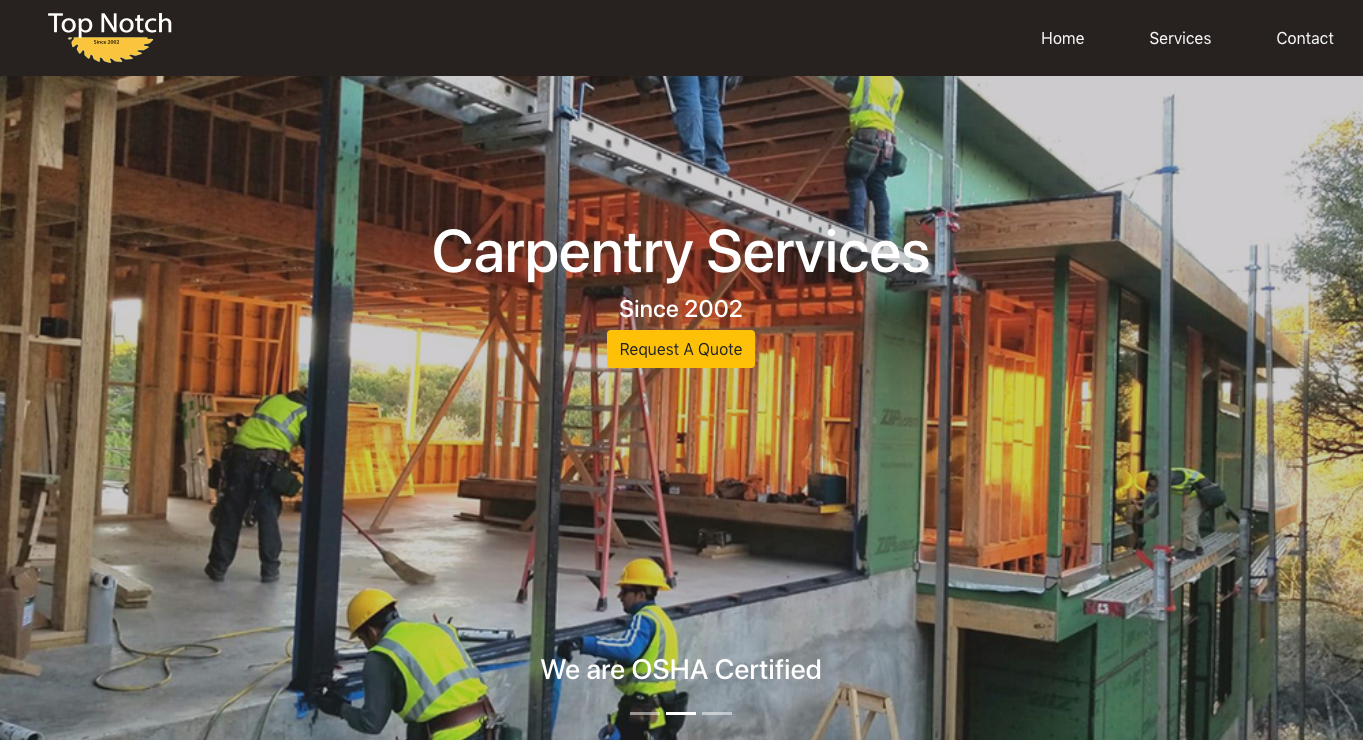 Top Notch
Since 2002
Home
Services
Contact
Carpentry Services
Since 2002
Request A Quote
We are OSHA Certified